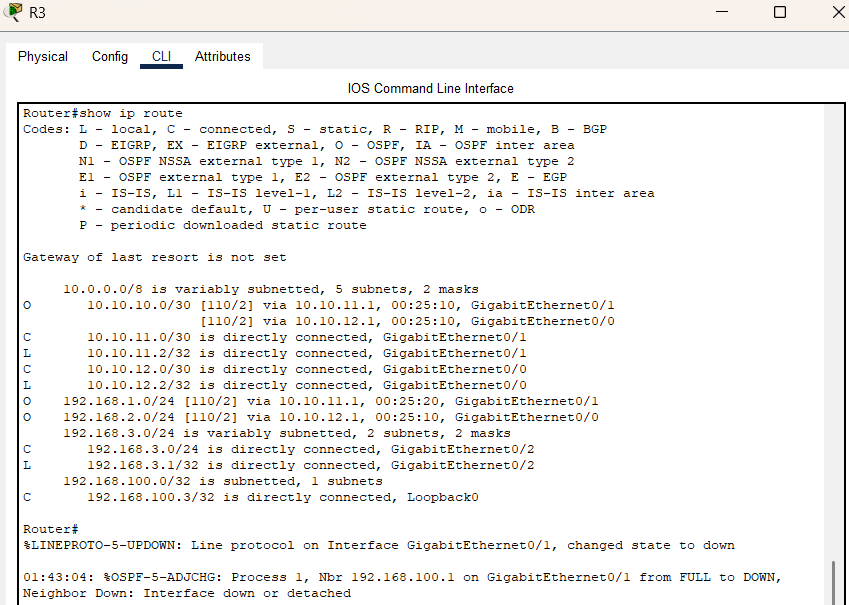 R3
Physical Config CLI Attributes
IOS Command Line Interface
Router#show ip route
Codes: L - local, C - connected, S - static, R - RIP, M - mobile, B - BGP
D - EIGRP, EX - EIGRP external, O - OSPF, IA - OSPF inter area
N1 - OSPF NSSA external type 1, N2 - OSPF NSSA external type 2
E1 - OSPF external type 1, E2 - OSPF external type 2, E - EGP
i - IS-IS, L1 - IS-IS level-1, L2 - IS-IS level-2, ia - IS-IS inter area
* - candidate default, U - per-user static route, o - ODR
P - periodic downloaded static route
Gateway of last resort is not set
10.0.0.0/8 is variably subnetted, 5 subnets, 2 masks
O 10.10.10.0/30 [110/2] via 10.10.11.1, 00:25:10, GigabitEthernet0/1
[110/2] via 10.10.12.1, 00:25:10, GigabitEthernet0/0
C 10.10.11.0/30 is directly connected, GigabitEthernet0/1
L 10.10.11.2/32 is directly connected, GigabitEthernet0/1
C 10.10.12.0/30 is directly connected, GigabitEthernet0/0
L 10.10.12.2/32 is directly connected, GigabitEthernet0/0
O 192.168.1.0/24 [110/2] via 10.10.11.1, 00:25:20, GigabitEthernet0/1
O 192.168.2.0/24 [110/2] via 10.10.12.1, 00:25:10, GigabitEthernet0/0
192.168.3.0/24 is variably subnetted, 2 subnets, 2 masks
C 192.168.3.0/24 is directly connected, GigabitEthernet0/2
L 192.168.3.1/32 is directly connected, GigabitEthernet0/2
192.168.100.0/32 is subnetted, 1 subnets
C 192.168.100.3/32 is directly connected, Loopback0
Router#
%LINEPROTO-5-UPDOWN: Line protocol on Interface GigabitEthernet0/1, changed state to down
01:43:04: %OSPF-5-ADJCHG: Process 1, Nbr 192.168.100.1 on GigabitEthernet0/1 from FULL to DOWN,
Neighbor Down: Interface down or detached